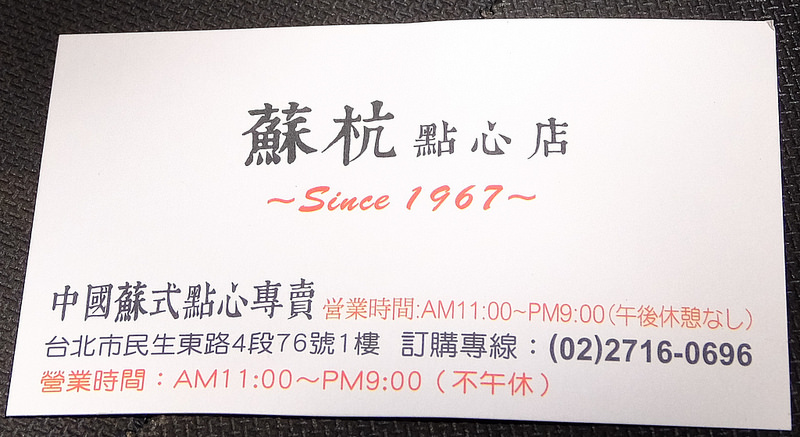 蘇杭點心店
~Since 1967~
中國蘇式點心專賣 営業時間:AM11:00~PM9:00(午後休憩なし)
台北市民生東路4段76號1樓 訂購專線：(02)2716-0696
營業時間：AM11:00~PM9:00（不午休）